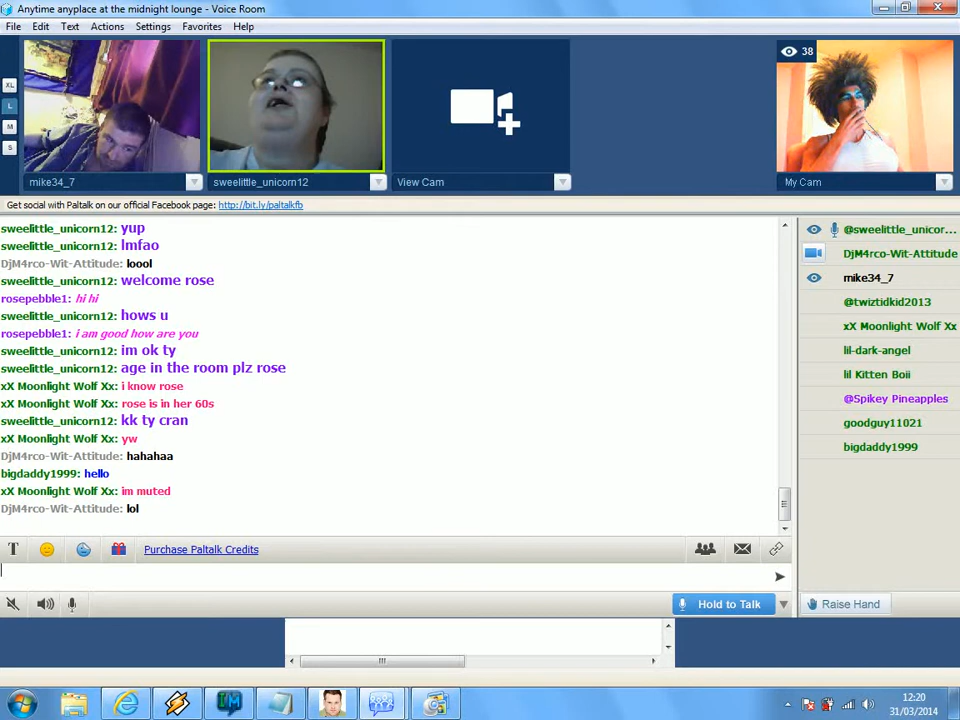 Anytime anyplace at the midnight lounge - Voice Room
File Edit Text Actions Settings Favorites Help
XL
L
M
S
38
mike34_7
sweelittle_unicorn12
View Cam
My Cam
Get social with Paltalk on our official Facebook page: http://bit.ly/paltalkfb
sweelittle_unicorn12: yup
sweelittle_unicorn12: lmfao
DjM4rco-Wit-Attitude: loool
sweelittle_unicorn12: welcome rose
rosepebble1: hi hi
sweelittle_unicorn12: hows u
rosepebble1: i am good how are you
sweelittle_unicorn12: im ok ty
sweelittle_unicorn12: age in the room plz rose
xX Moonlight Wolf Xx: i know rose
xX Moonlight Wolf Xx: rose is in her 60s
sweelittle_unicorn12: kk ty cran
xX Moonlight Wolf Xx: yw
DjM4rco-Wit-Attitude: hahahaa
bigdaddy1999: hello
xX Moonlight Wolf Xx: im muted
DjM4rco-Wit-Attitude: lol
@sweelittle_unicor...
DjM4rco-Wit-Attitude
mike34_7
@twiztidkid2013
xX Moonlight Wolf Xx
lil-dark-angel
lil Kitten Boii
@Spikey Pineapples
goodguy11021
bigdaddy1999
T
Purchase Paltalk Credits
Hold to Talk
Raise Hand
IM
12:20
31/03/2014